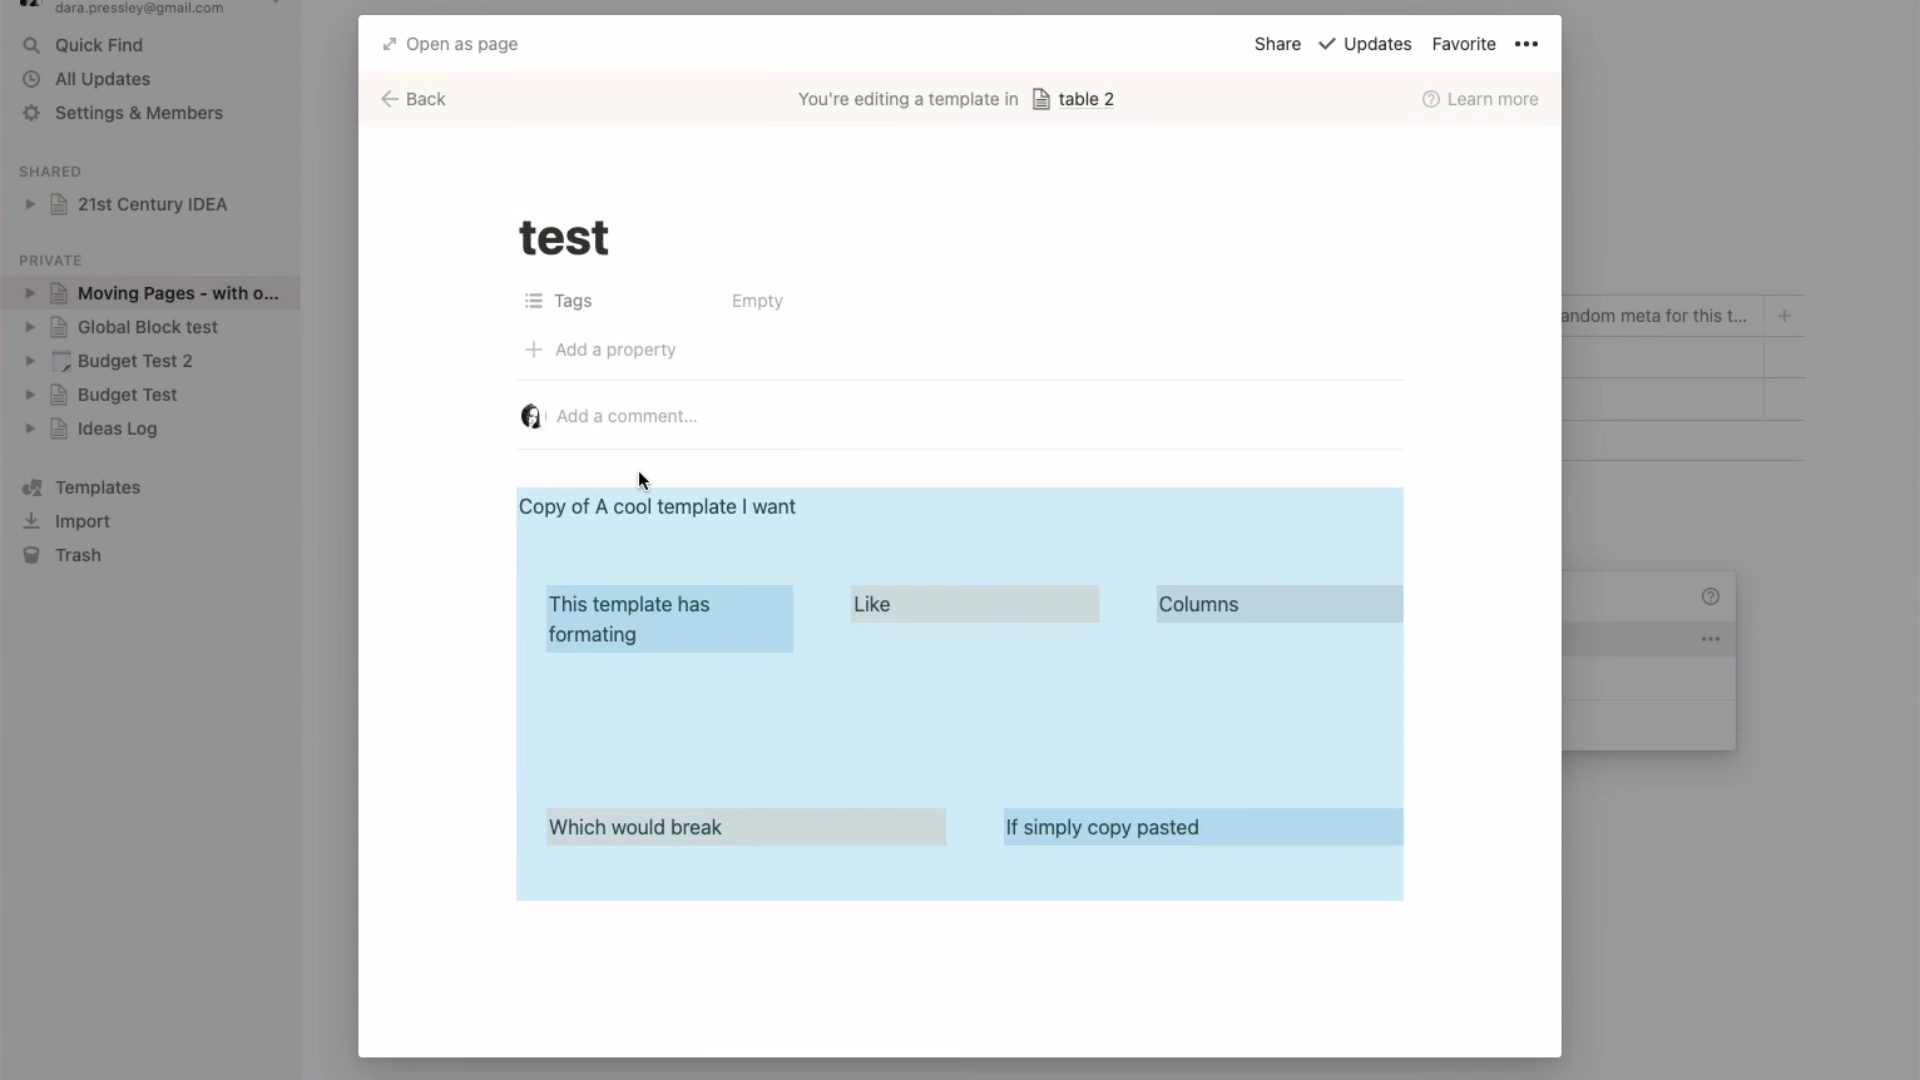 dara.pressley@gmail.com
Quick Find
All Updates
Settings & Members
SHARED
21st Century IDEA
PRIVATE
Moving Pages - with o...
Global Block test
Budget Test 2
Budget Test
Ideas Log
Templates
Import
Trash
Open as page
Share
Updates
Favorite
Back
You're editing a template in table 2
Learn more
test
Tags
Empty
Add a property
Add a comment...
Copy of A cool template I want
This template has
formating
Like
Columns
Which would break
If simply copy pasted
andom meta for this t...